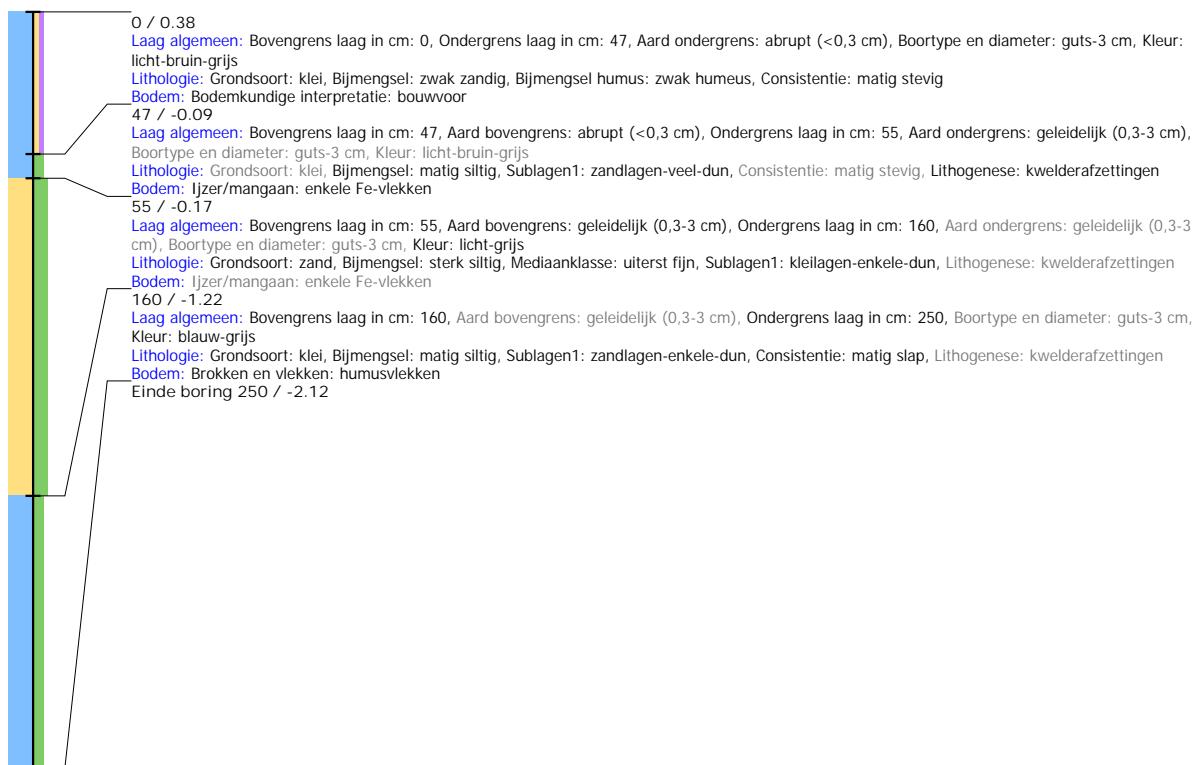 0 / 0.38
Laag algemeen: Bovengrens laag in cm: 0, Ondergrens laag in cm: 47, Aard ondergrens: abrupt (<0,3 cm), Boortype en diameter: guts-3 cm, Kleur:
licht-bruin-grijs
Lithologie: Grondsoort: klei, Bijmengsel: zwak zandig, Bijmengsel humus: zwak humeus, Consistentie: matig stevig
Bodem: Bodemkundige interpretatie: bouwvoor
47 / -0.09
Laag algemeen: Bovengrens laag in cm: 47, Aard bovengrens: abrupt (<0,3 cm), Ondergrens laag in cm: 55, Aard ondergrens: geleidelijk (0,3-3 cm),
Boortype en diameter: guts-3 cm, Kleur: licht-bruin-grijs
Lithologie: Grondsoort: klei, Bijmengsel: matig siltig, Sublagen1: zandlagen-veel-dun, Consistentie: matig stevig, Lithogenese: kwelderafzettingen
Bodem: Ijzer/mangaan: enkele Fe-vlekken
55 / -0.17
Laag algemeen: Bovengrens laag in cm: 55, Aard bovengrens: geleidelijk (0,3-3 cm), Ondergrens laag in cm: 160, Aard ondergrens: geleidelijk (0,3-3
cm), Boortype en diameter: guts-3 cm, Kleur: licht-grijs
Lithologie: Grondsoort: zand, Bijmengsel: sterk siltig, Mediaanklasse: uiterst fijn, Sublagen1: kleilagen-enkele-dun, Lithogenese: kwelderafzettingen
Bodem: Ijzer/mangaan: enkele Fe-vlekken
160 / -1.22
Laag algemeen: Bovengrens laag in cm: 160, Aard bovengrens: geleidelijk (0,3-3 cm), Ondergrens laag in cm: 250, Boortype en diameter: guts-3 cm,
Kleur: blauw-grijs
Lithologie: Grondsoort: klei, Bijmengsel: matig siltig, Sublagen1: zandlagen-enkele-dun, Consistentie: matig slap, Lithogenese: kwelderafzettingen
Bodem: Brokken en vlekken: humusvlekken
Einde boring 250 / -2.12